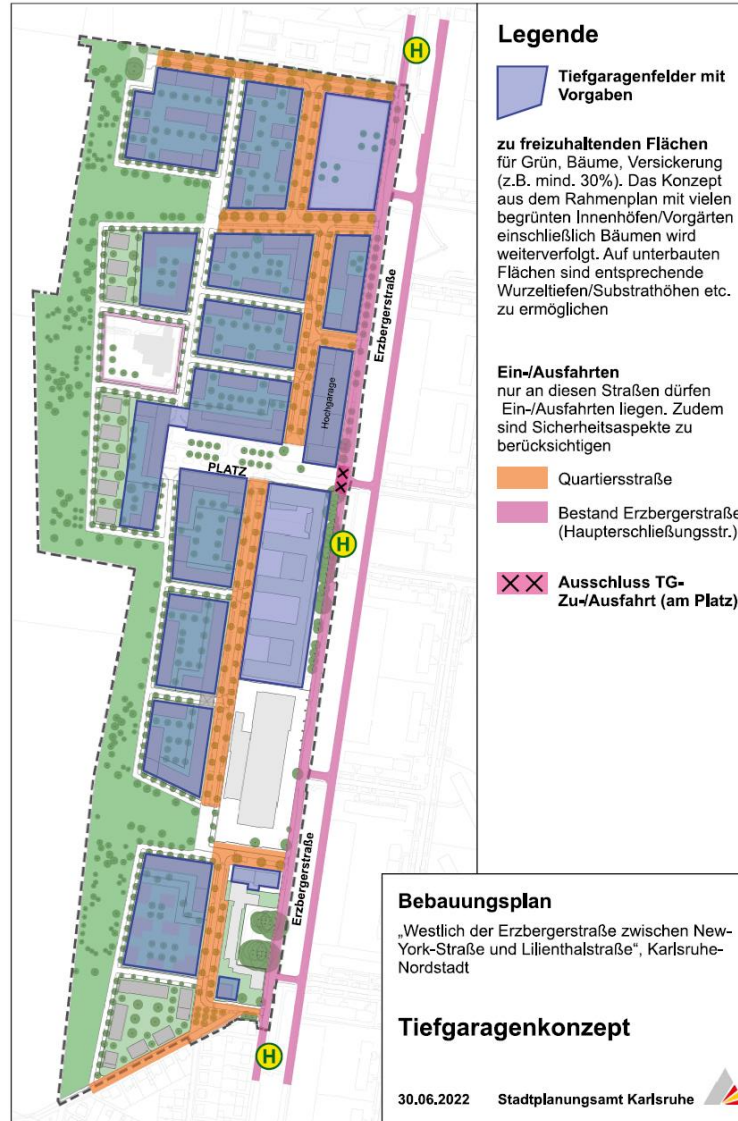 H
Erzbergerstraße
Hochgarage
PLATZ
H
Erzbergerstraße
H
Legende
Tiefgaragenfelder mit
Vorgaben
zu freizuhaltenden Flächen
für Grün, Bäume, Versickerung
(z.B. mind. 30%). Das Konzept
aus dem Rahmenplan mit vielen
begrünten Innenhöfen/Vorgärten
einschließlich Bäumen wird
weiterverfolgt. Auf unterbauten
Flächen sind entsprechende
Wurzeltiefen/Substrathöhen etc.
zu ermöglichen
Ein-/Ausfahrten
nur an diesen Straßen dürfen
Ein-/Ausfahrten liegen. Zudem
sind Sicherheitsaspekte zu
berücksichtigen
Quartiersstraße
Bestand Erzbergerstraße
(Haupterschließungsstr.)
Ausschluss TG-
Zu-/Ausfahrt (am Platz)
Bebauungsplan
„Westlich der Erzbergerstraße zwischen New-
York-Straße und Lilienthalstraße“, Karlsruhe-
Nordstadt
Tiefgaragenkonzept
30.06.2022 Stadtplanungsamt Karlsruhe